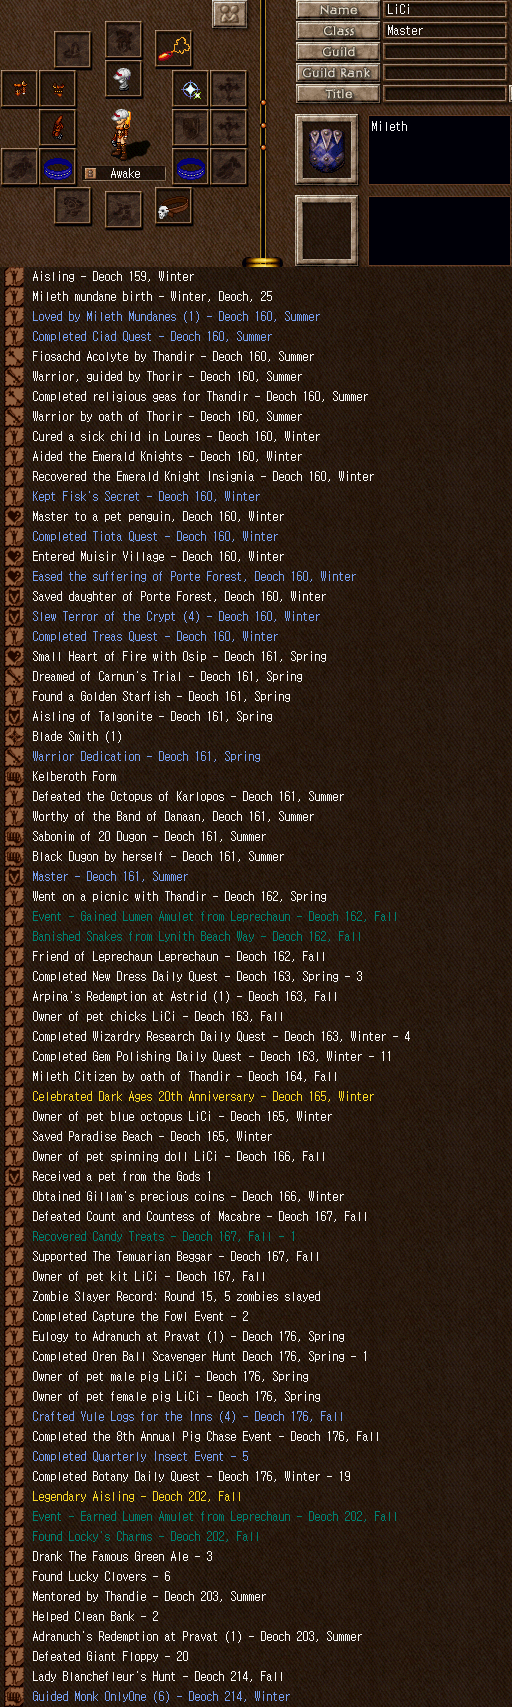 Name LiCi
Class Master
Guild
Guild Rank
Title
Mileth
Awake
Aisling - Deoch 159, Winter
Mileth mundane birth - Winter, Deoch, 25
Loved by Mileth Mundanes (1) - Deoch 160, Summer
Completed Ciad Quest - Deoch 160, Summer
Fiosachd Acolyte by Thandir - Deoch 160, Summer
Warrior, guided by Thorir - Deoch 160, Summer
Completed religious geas for Thandir - Deoch 160, Summer
Warrior by oath of Thorir - Deoch 160, Summer
Cured a sick child in Loures - Deoch 160, Winter
Aided the Emerald Knights - Deoch 160, Winter
Recovered the Emerald Knight Insignia - Deoch 160, Winter
Kept Fisk's Secret - Deoch 160, Winter
Master to a pet penguin, Deoch 160, Winter
Completed Tiota Quest - Deoch 160, Winter
Entered Muisir Village - Deoch 160, Winter
Eased the suffering of Porte Forest, Deoch 160, Winter
Saved daughter of Porte Forest, Deoch 160, Winter
Slew Terror of the Crypt (4) - Deoch 160, Winter
Completed Treas Quest - Deoch 160, Winter
Small Heart of Fire with Osip - Deoch 161, Spring
Dreamed of Carnun's Trial - Deoch 161, Spring
Found a Golden Starfish - Deoch 161, Spring
Aisling of Talgonite - Deoch 161, Spring
Blade Smith (1)
Warrior Dedication - Deoch 161, Spring
Kelberoth Form
Defeated the Octopus of Karlopos - Deoch 161, Summer
Worthy of the Band of Danaan, Deoch 161, Summer
Sabonim of 20 Dugon - Deoch 161, Summer
Black Dugon by herself - Deoch 161, Summer
Master - Deoch 161, Summer
Went on a picnic with Thandir - Deoch 162, Spring
Event - Gained Lumen Amulet from Leprechaun - Deoch 162, Fall
Banished Snakes from Lynith Beach Way - Deoch 162, Fall
Friend of Leprechaun Leprechaun - Deoch 162, Fall
Completed New Dress Daily Quest - Deoch 163, Spring - 3
Arpina's Redemption at Astrid (1) - Deoch 163, Fall
Owner of pet chicks LiCi - Deoch 163, Fall
Completed Wizardry Research Daily Quest - Deoch 163, Winter - 4
Completed Gem Polishing Daily Quest - Deoch 163, Winter - 11
Mileth Citizen by oath of Thandir - Deoch 164, Fall
Celebrated Dark Ages 20th Anniversary - Deoch 165, Winter
Owner of pet blue octopus LiCi - Deoch 165, Winter
Saved Paradise Beach - Deoch 165, Winter
Owner of pet spinning doll LiCi - Deoch 166, Fall
Received a pet from the Gods 1
Obtained Gillam's precious coins - Deoch 166, Winter
Defeated Count and Countess of Macabre - Deoch 167, Fall
Recovered Candy Treats - Deoch 167, Fall - 1
Supported The Temuarian Beggar - Deoch 167, Fall
Owner of pet kit LiCi - Deoch 167, Fall
Zombie Slayer Record: Round 15, 5 zombies slayed
Completed Capture the Fowl Event - 2
Eulogy to Adranuch at Pravat (1) - Deoch 176, Spring
Completed Oren Ball Scavenger Hunt Deoch 176, Spring - 1
Owner of pet male pig LiCi - Deoch 176, Spring
Owner of pet female pig LiCi - Deoch 176, Spring
Crafted Yule Logs for the Inns (4) - Deoch 176, Fall
Completed the 8th Annual Pig Chase Event - Deoch 176, Fall
Completed Quarterly Insect Event - 5
Completed Botany Daily Quest - Deoch 176, Winter - 19
Legendary Aisling - Deoch 202, Fall
Event - Earned Lumen Amulet from Leprechaun - Deoch 202, Fall
Found Locky's Charms - Deoch 202, Fall
Drank The Famous Green Ale - 3
Found Lucky Clovers - 6
Mentored by Thandie - Deoch 203, Summer
Helped Clean Bank - 2
Adranuch's Redemption at Pravat (1) - Deoch 203, Summer
Defeated Giant Floppy - 20
Lady Blanchefleur's Hunt - Deoch 214, Fall
Guided Monk OnlyOne (6) - Deoch 214, Winter